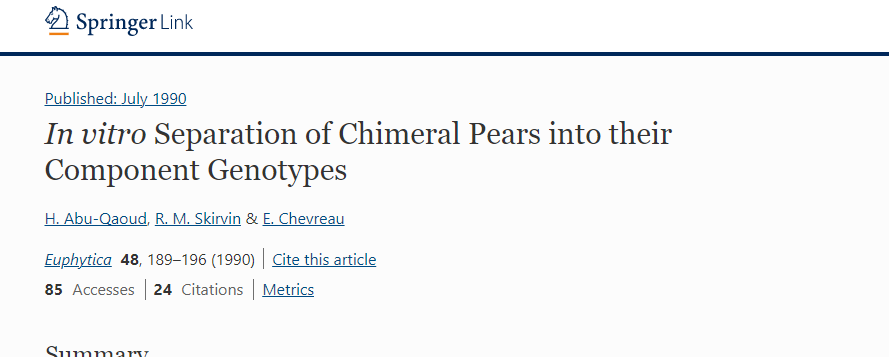 Springer Link
Published: July 1990
In vitro Separation of Chimeral Pears into their
Component Genotypes
H. Abu-Qaoud, R. M. Skirvin & E. Chevreau
Euphytica 48, 189–196 (1990) | Cite this article
85 Accesses | 24 Citations | Metrics
Summary